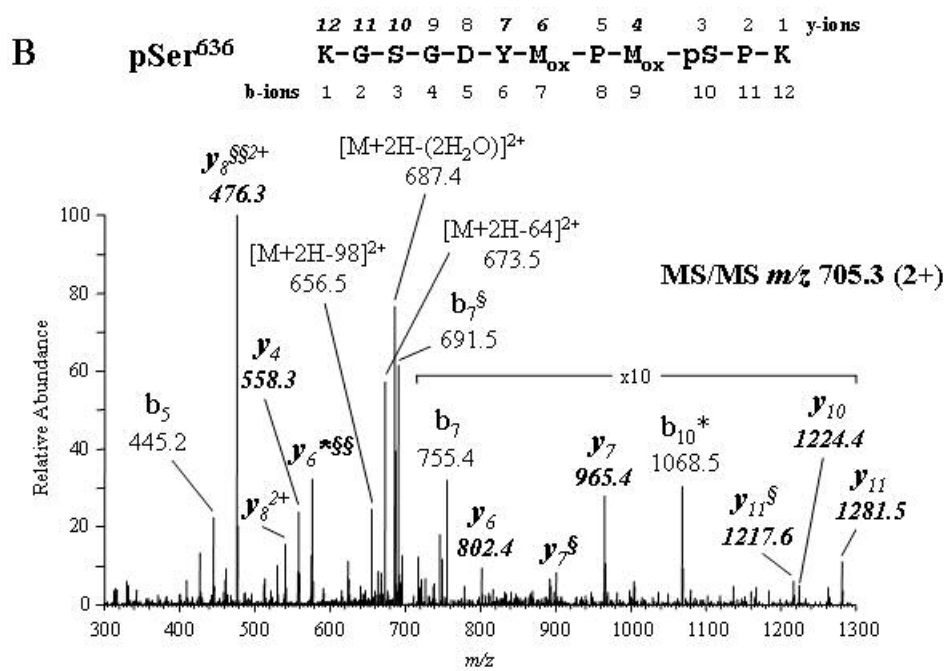 12 11 10 9 8 7 6 5 4 3 2 1 y-ions
B pSer⁶³⁶ K-G-S-G-D-Y-Mox-P-Mox-pS-P-K
b-ions 1 2 3 4 5 6 7 8 9 10 11 12
[M+2H-(2H₂O)]²⁺
687.4
y₈§§2+
476.3
[M+2H-64]²⁺
673.5
[M+2H-98]²⁺
656.5
MS/MS m/z 705.3 (2+)
b₇§
691.5
y₄
558.3
x10
b₅
445.2
y₆*§§
y₈²⁺
b₇
755.4
y₆
802.4
y₇
965.4
y₇§
b₁₀*
1068.5
y₁₀
1224.4
y₁₁§
1217.6
y₁₁
1281.5
Relative Abundance
100
80
60
40
20
0
300 400 500 600 700 800 900 1000 1100 1200 1300
m/z